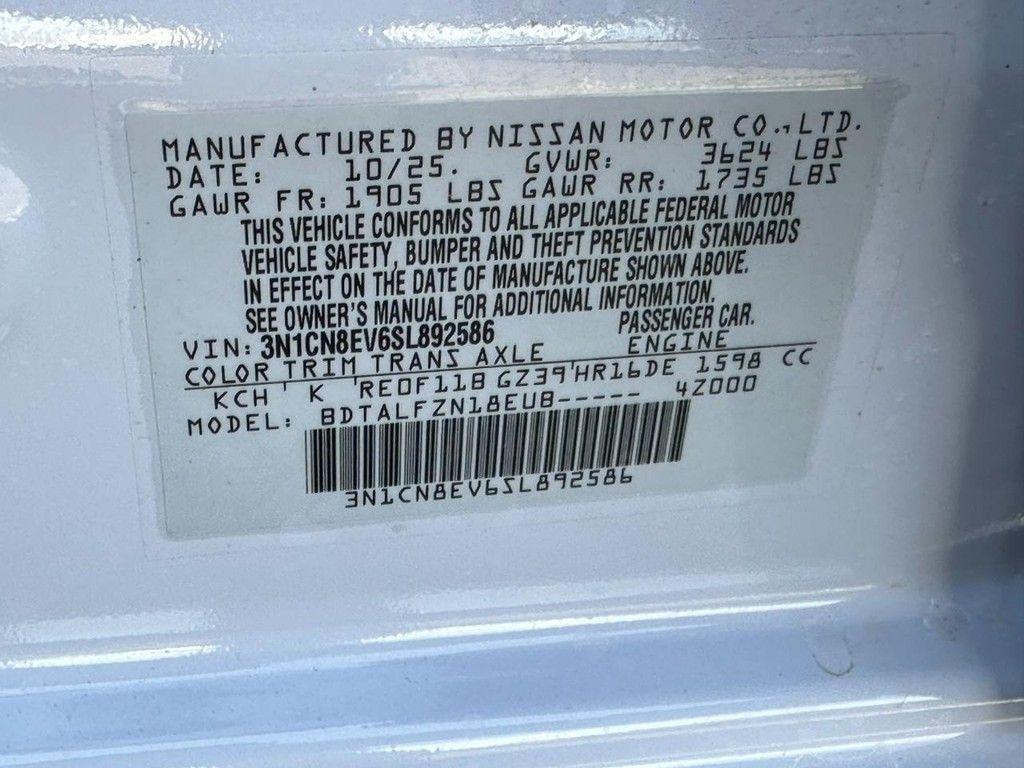 MANUFACTURED BY NISSAN MOTOR CO., LTD.
DATE: 10/25. GVWR: 3624 LBS
GAWR FR: 1905 LBS GAWR RR: 1735 LBS
THIS VEHICLE CONFORMS TO ALL APPLICABLE FEDERAL MOTOR
VEHICLE SAFETY, BUMPER AND THEFT PREVENTION STANDARDS
IN EFFECT ON THE DATE OF MANUFACTURE SHOWN ABOVE.
SEE OWNER'S MANUAL FOR ADDITIONAL INFORMATION.
VIN: 3N1CN8EV6SL892586 PASSENGER CAR.
COLOR TRIM TRANS AXLE ENGINE
KCH K RE0F11B GZ39 HR16DE 1598 CC
MODEL: BDTALFZN18EUB----- 4Z000
3N1CN8EV6SL892586